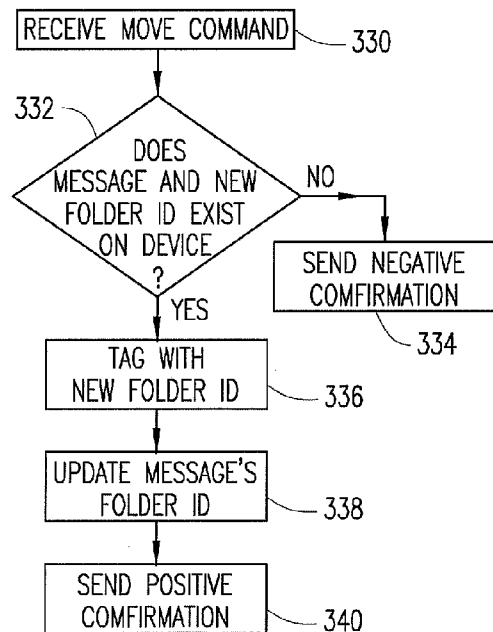 RECEIVE MOVE COMMAND
330
332
DOES
MESSAGE AND NEW
FOLDER ID EXIST
ON DEVICE
?
NO
SEND NEGATIVE
COMFIRMATION
334
YES
TAG WITH
NEW FOLDER ID
336
UPDATE MESSAGE'S
FOLDER ID
338
SEND POSITIVE
COMFIRMATION
340